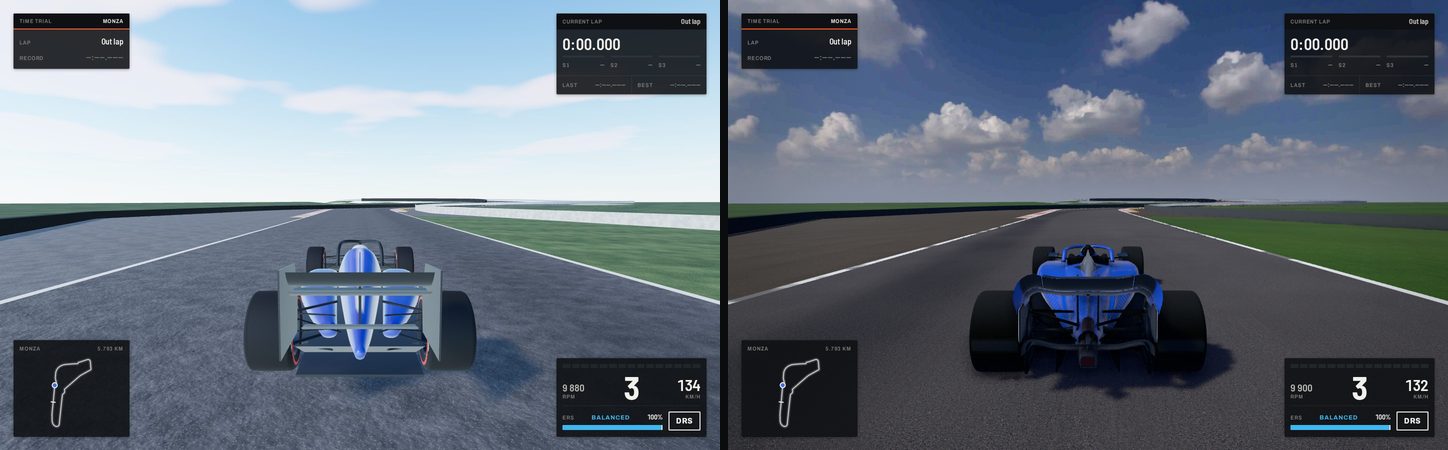 TIME TRIAL MONZA
LAP Out lap
RECORD —:——.———
CURRENT LAP Out lap
0:00.000
S1 — S2 — S3 —
LAST —:——.——— BEST —:——.———
MONZA 5.793 KM
9 880 RPM 3 134 KM/H
ERS BALANCED 100% DRS
TIME TRIAL MONZA
LAP Out lap
RECORD —:——.———
CURRENT LAP Out lap
0:00.000
S1 — S2 — S3 —
LAST —:——.——— BEST —:——.———
MONZA 5.793 KM
9 900 RPM 3 132 KM/H
ERS BALANCED 100% DRS